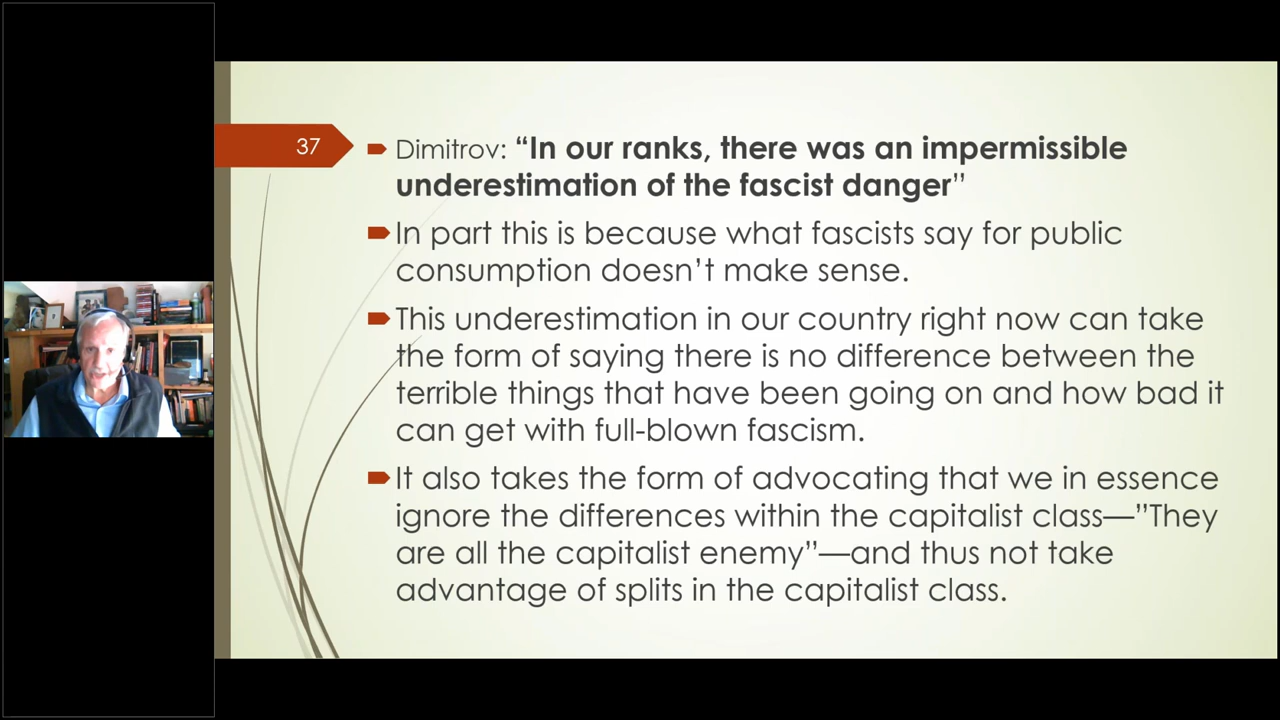 37
Dimitrov: “In our ranks, there was an impermissible
underestimation of the fascist danger”
In part this is because what fascists say for public
consumption doesn’t make sense.
This underestimation in our country right now can take
the form of saying there is no difference between the
terrible things that have been going on and how bad it
can get with full-blown fascism.
It also takes the form of advocating that we in essence
ignore the differences within the capitalist class—”They
are all the capitalist enemy”—and thus not take
advantage of splits in the capitalist class.